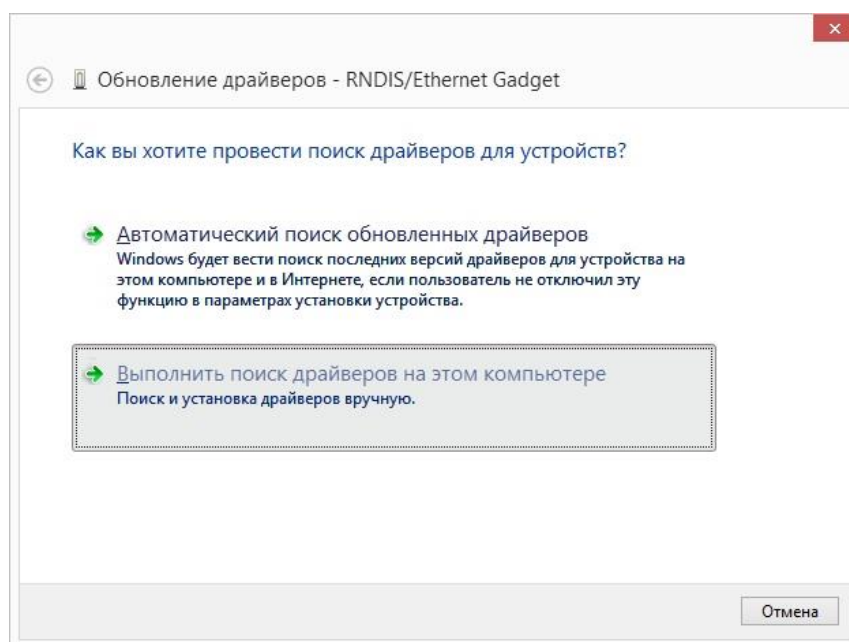 Обновление драйверов - RNDIS/Ethernet Gadget
Как вы хотите провести поиск драйверов для устройств?
Автоматический поиск обновленных драйверов
Windows будет вести поиск последних версий драйверов для устройства на
этом компьютере и в Интернете, если пользователь не отключил эту
функцию в параметрах установки устройства.
Выполнить поиск драйверов на этом компьютере
Поиск и установка драйверов вручную.
Отмена